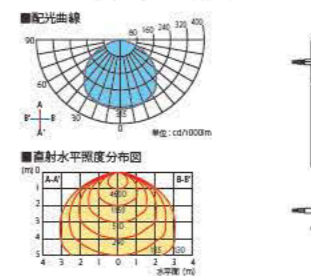 ■配光曲線
80 160 240 320 400
90
60
30
0
A
B' B
A'
単位:cd/1000lm
■直射水平照度分布図
(m) 0
A-A' B-B'
1
2
3
4
5
4 3 2 1 0 1 2 3 4
水平距 (m)